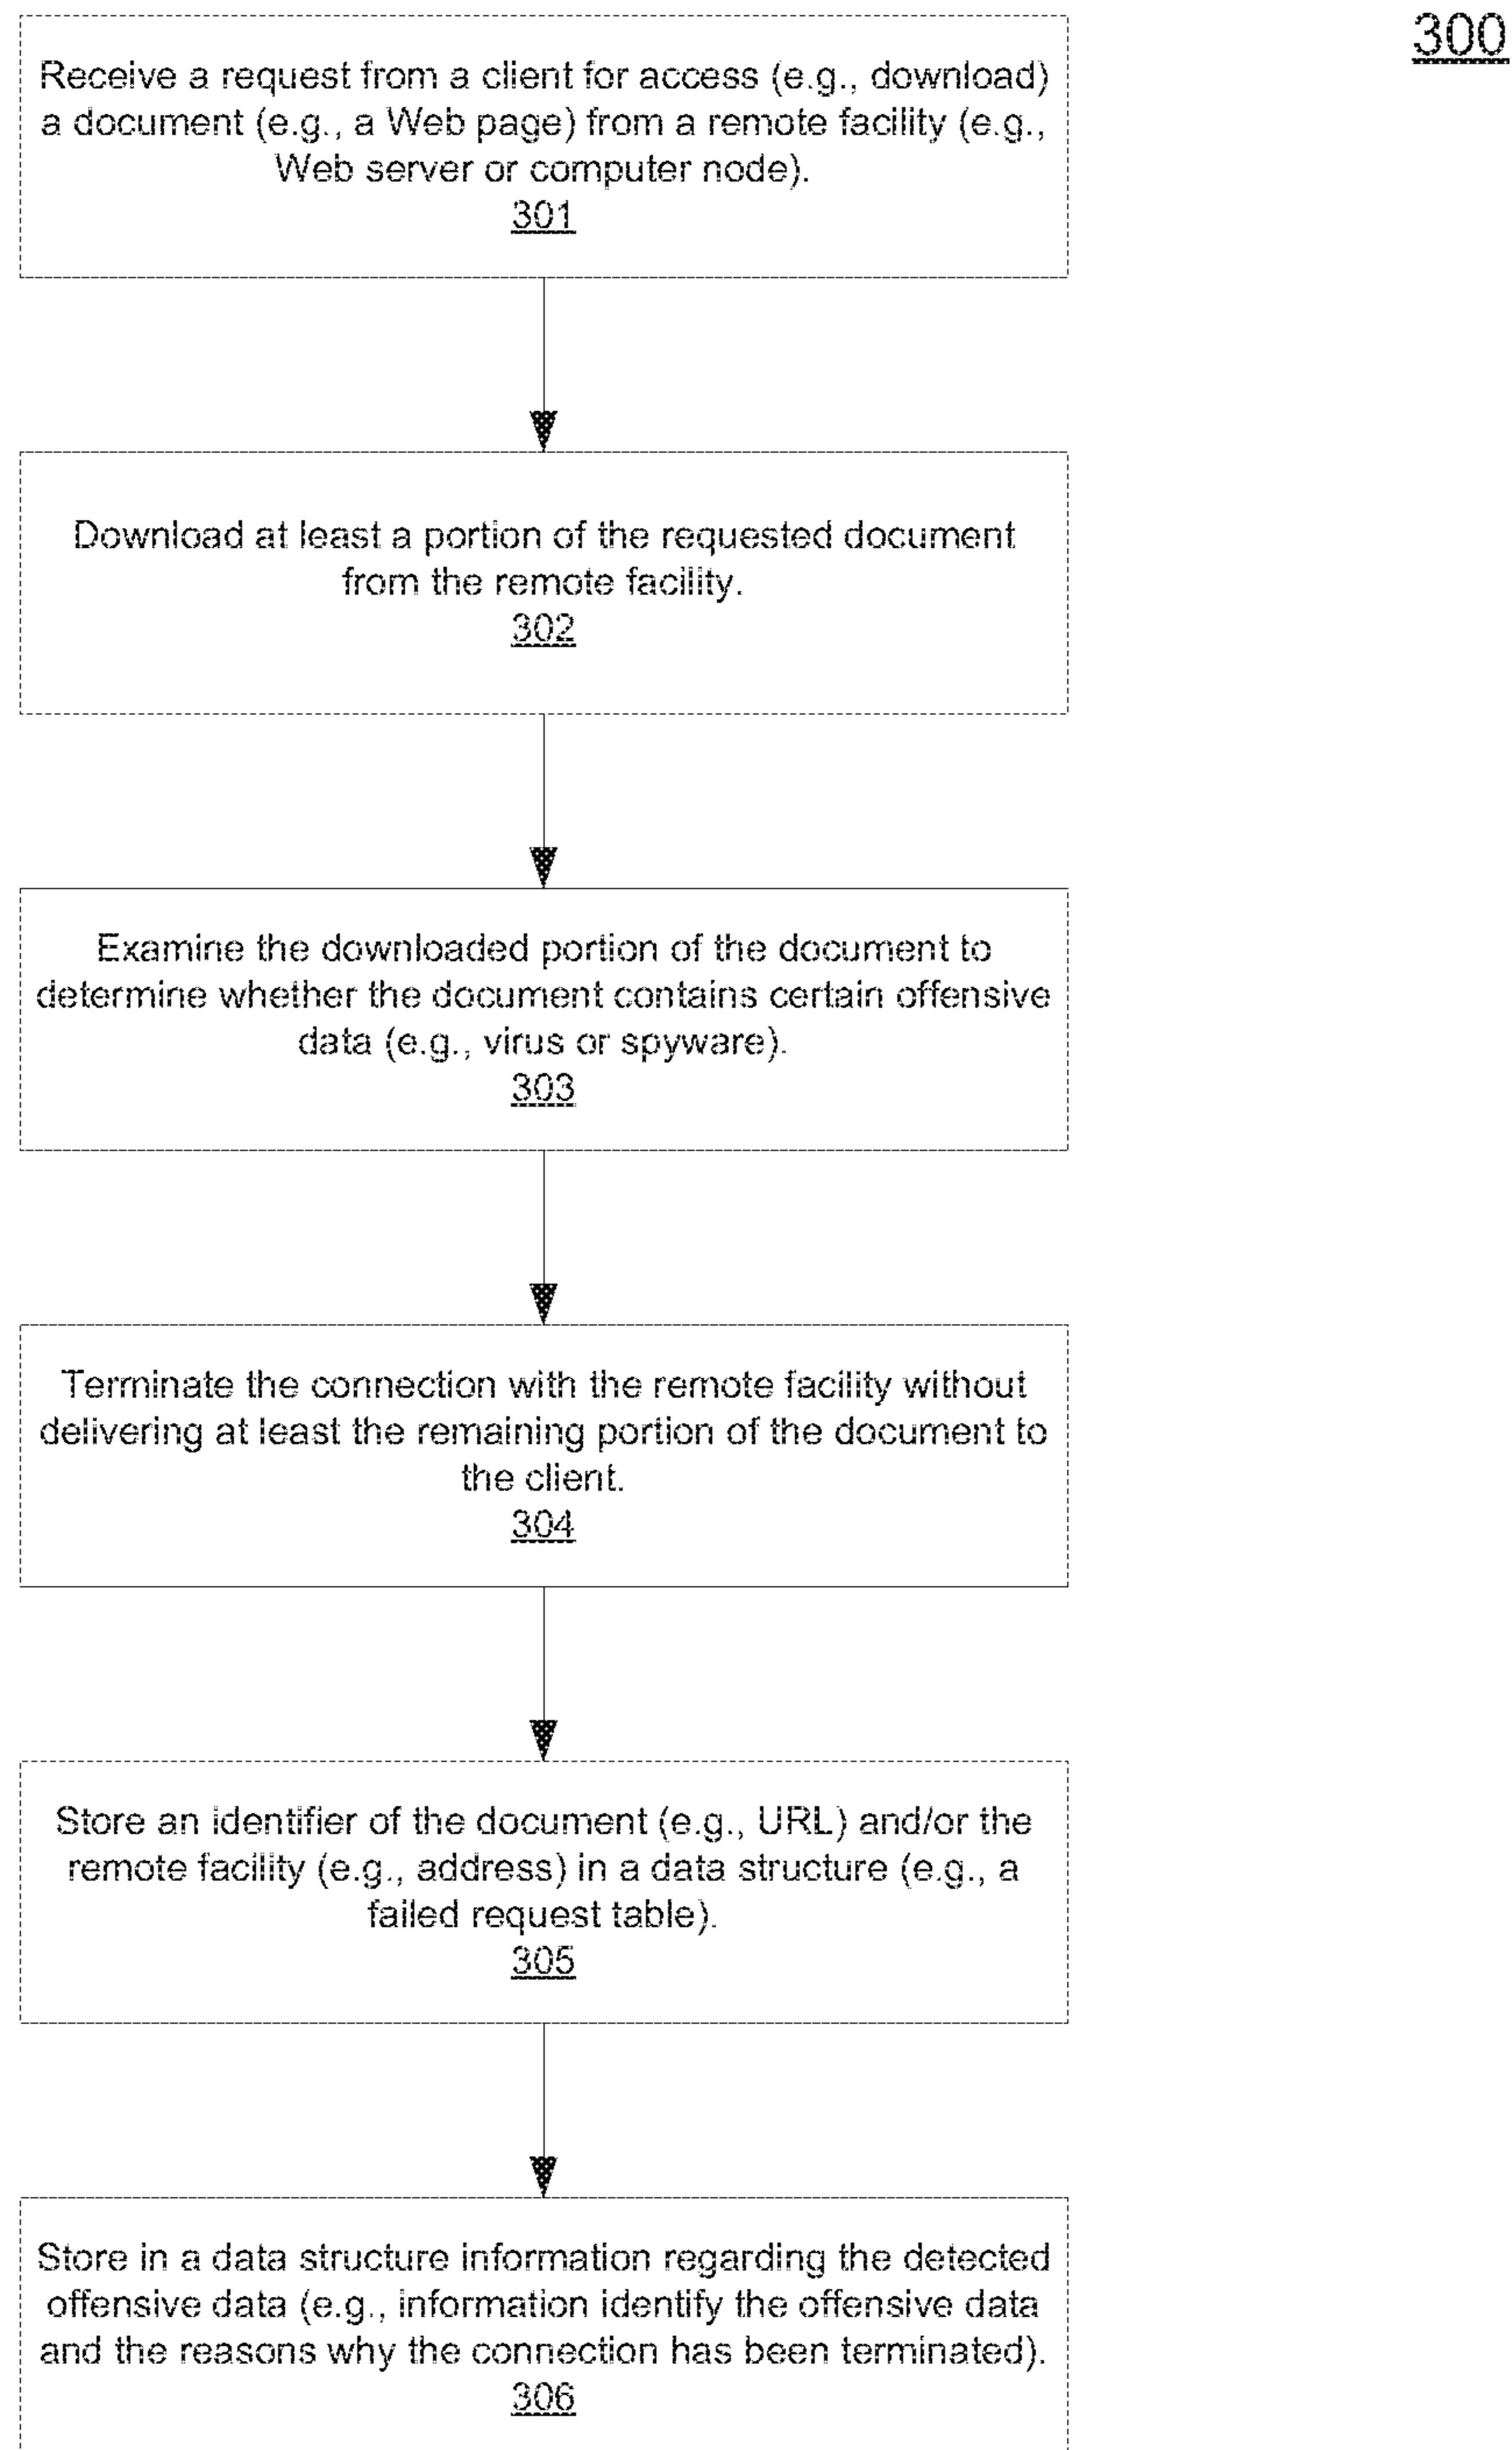 300
Receive a request from a client for access (e.g., download)
a document (e.g., a Web page) from a remote facility (e.g.,
Web server or computer node).
301
Download at least a portion of the requested document
from the remote facility.
302
Examine the downloaded portion of the document to
determine whether the document contains certain offensive
data (e.g., virus or spyware).
303
Terminate the connection with the remote facility without
delivering at least the remaining portion of the document to
the client.
304
Store an identifier of the document (e.g., URL) and/or the
remote facility (e.g., address) in a data structure (e.g., a
failed request table).
305
Store in a data structure information regarding the detected
offensive data (e.g., information identify the offensive data
and the reasons why the connection has been terminated).
306